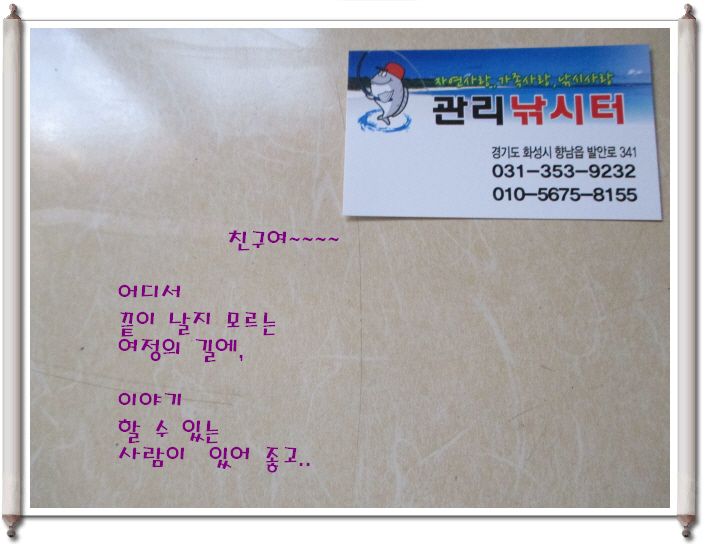 자연사랑,가족사랑,낚시사랑
관리낚시터
경기도 화성시 향남읍 발안로 341
031-353-9232
010-5675-8155
친구여~~~~
어디서
끝이 날지 모르는
여정의 길에,
이야기
할 수 있는
사람이 있어 좋고..